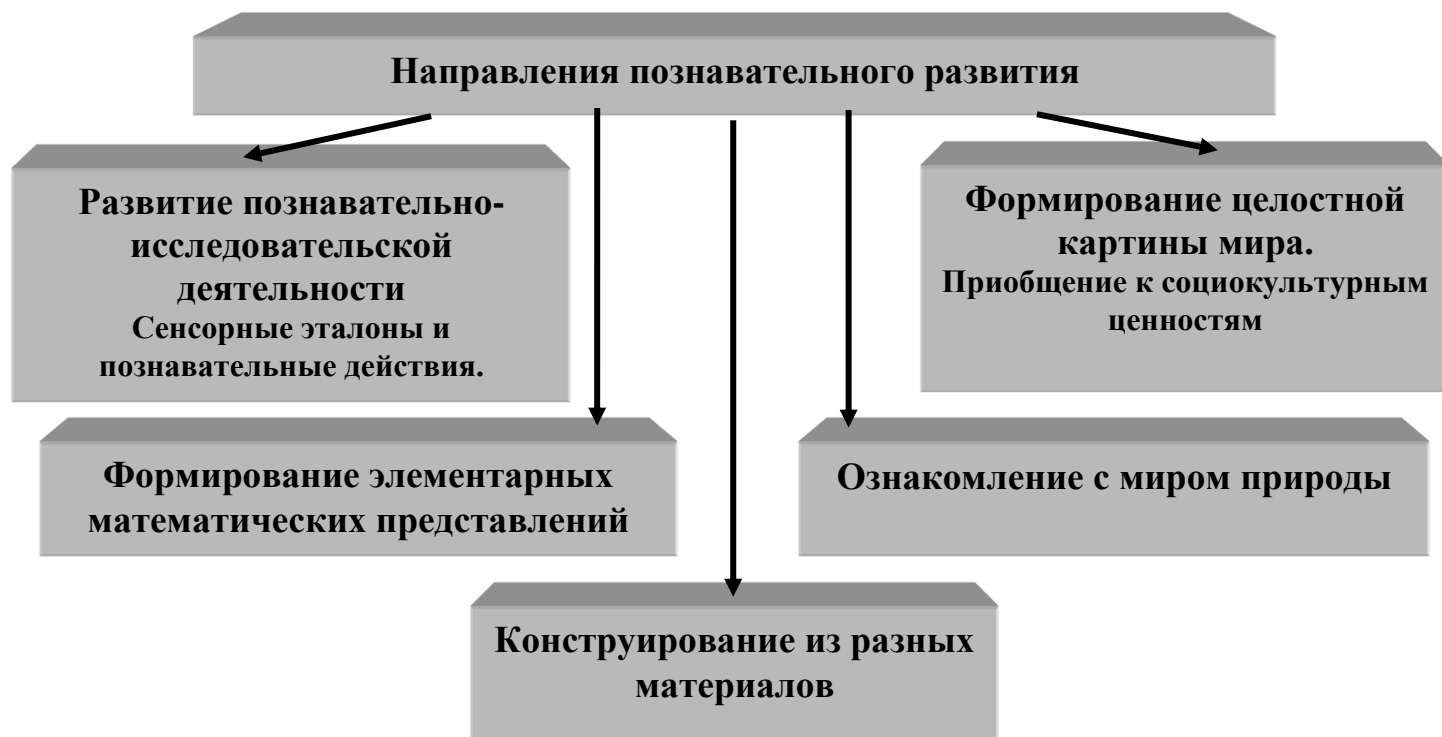 Направления познавательного развития
Развитие познавательно-
исследовательской
деятельности
Сенсорные эталоны и
познавательные действия.
Формирование целостной
картины мира.
Приобщение к социокультурным
ценностям
Формирование элементарных
математических представлений
Ознакомление с миром природы
Конструирование из разных
материалов